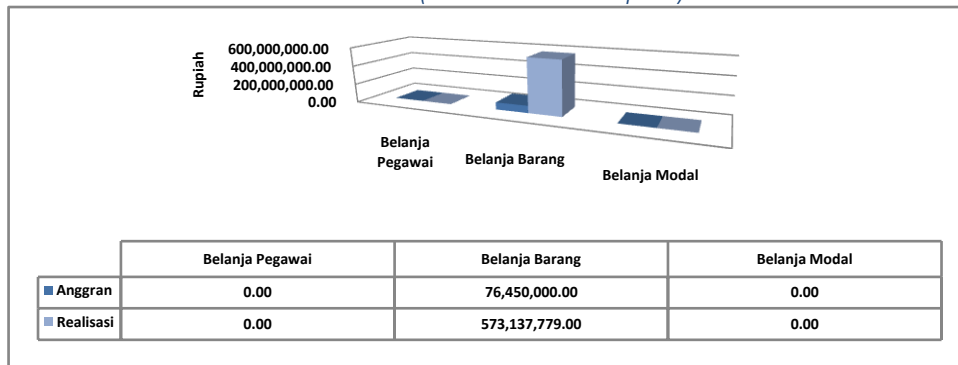 Rupiah
600,000,000.00
400,000,000.00
200,000,000.00
0.00
Belanja
Pegawai
Belanja Barang
Belanja Modal
Belanja Pegawai Belanja Barang Belanja Modal
Anggran 0.00 76,450,000.00 0.00
Realisasi 0.00 573,137,779.00 0.00